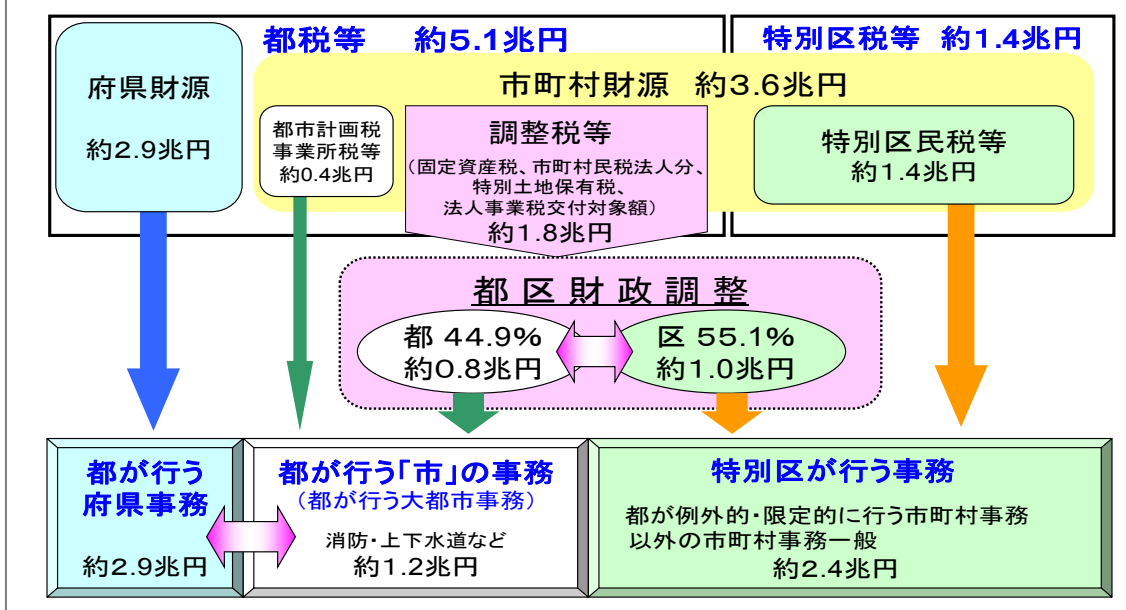 都税等 約5.1兆円
特別区税等 約1.4兆円
府県財源
約2.9兆円
市町村財源 約3.6兆円
都市計画税
事業所税等
約0.4兆円
調整税等
(固定資産税、市町村民税法人分、
特別土地保有税、
法人事業税交付対象額)
約1.8兆円
特別区民税等
約1.4兆円
都区財政調整
都 44.9%
約0.8兆円
区 55.1%
約1.0兆円
都が行う
府県事務
約2.9兆円
都が行う「市」の事務
(都が行う大都市事務)
消防・上下水道など
約1.2兆円
特別区が行う事務
都が例外的・限定的に行う市町村事務
以外の市町村事務一般
約2.4兆円